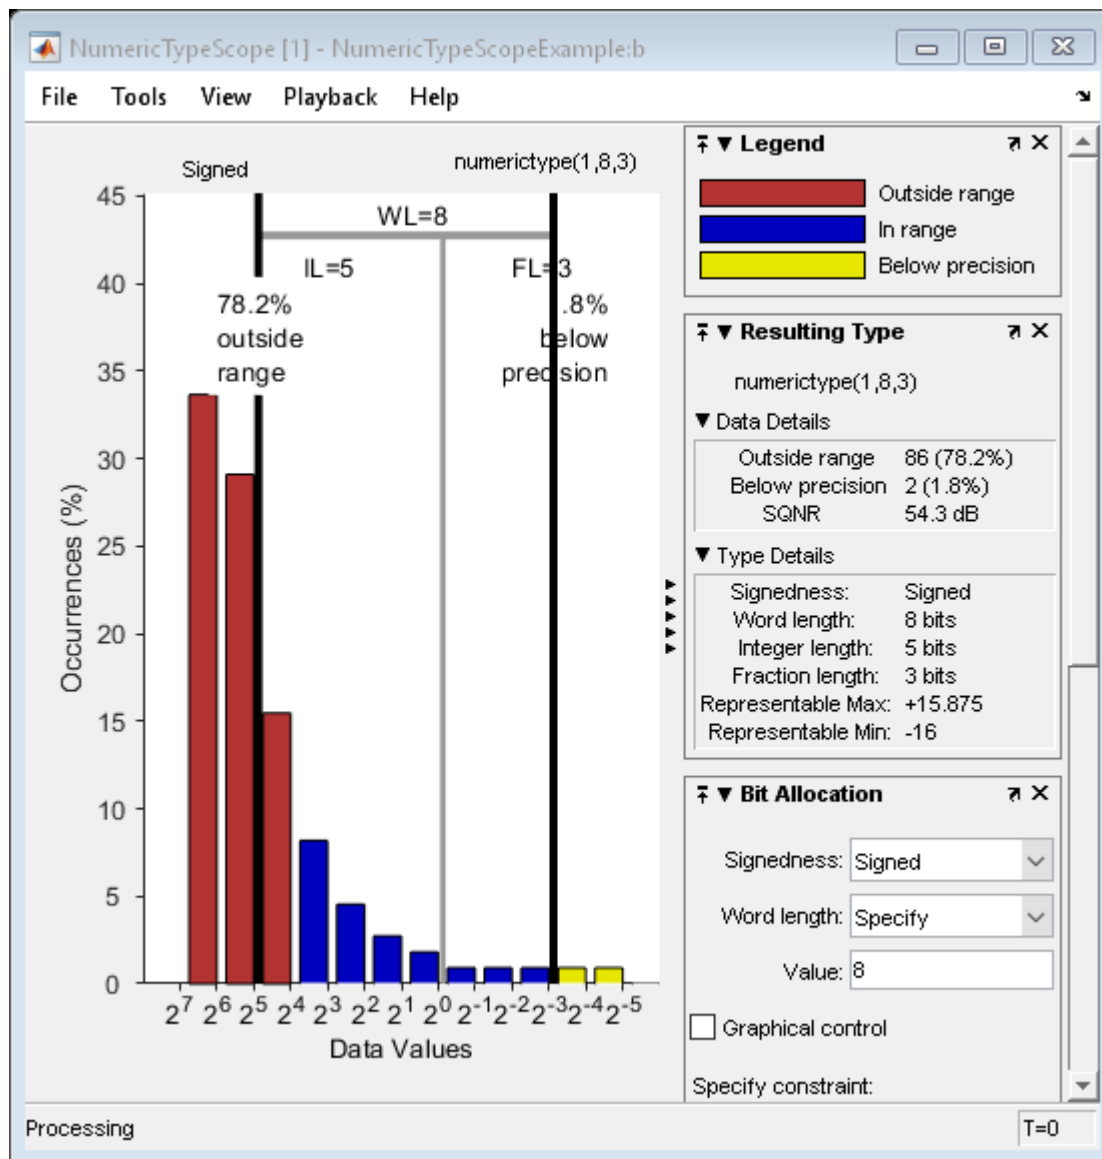 NumericTypeScope [1] - NumericTypeScopeExample:b
File Tools View Playback Help
Signed
numerictype(1,8,3)
WL=8
IL=5
FL=3
78.2%
outside
range
.8%
below
precision
45
40
35
30
25
20
15
10
5
0
Occurrences (%)
2^7 2^6 2^5 2^4 2^3 2^2 2^1 2^0 2^-1 2^-2 2^-3 2^-4 2^-5
Data Values
Legend
Outside range
In range
Below precision
Resulting Type
numerictype(1,8,3)
Data Details
Outside range 86 (78.2%)
Below precision 2 (1.8%)
SQNR 54.3 dB
Type Details
Signedness: Signed
Word length: 8 bits
Integer length: 5 bits
Fraction length: 3 bits
Representable Max: +15.875
Representable Min: -16
Bit Allocation
Signedness: Signed
Word length: Specify
Value: 8
Graphical control
Specify constraint:
Processing
T=0